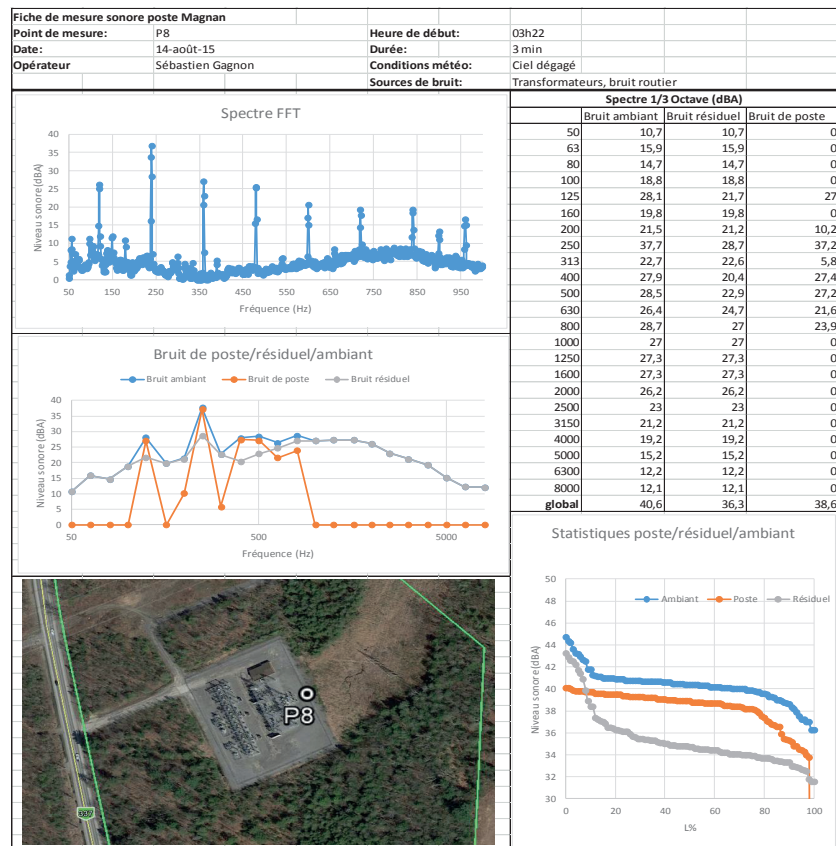 Fiche de mesure sonore poste Magnan
Point de mesure: P8 Heure de début: 03h22
Date: 14-août-15 Durée: 3 min
Opérateur Sébastien Gagnon Conditions météo: Ciel dégagé
Sources de bruit: Transformateurs, bruit routier
Spectre FFT
Niveau sonore (dBA)
40
35
30
25
20
15
10
5
0
50 150 250 350 450 550 650 750 850 950
Fréquence (Hz)
Bruit de poste/résiduel/ambiant
Bruit ambiant Bruit de poste Bruit résiduel
Niveau sonore (dBA)
40
35
30
25
20
15
10
5
0
50 500 5000
Fréquence (Hz)
P8
Spectre 1/3 Octave (dBA)
Bruit ambiant Bruit résiduel Bruit de poste
50 10,7 10,7 0
63 15,9 15,9 0
80 14,7 14,7 0
100 18,8 18,8 0
125 28,1 21,7 27
160 19,8 19,8 0
200 21,5 21,2 10,2
250 37,7 28,7 37,2
313 22,7 22,6 5,8
400 27,9 20,4 27,4
500 28,5 22,9 27,2
630 26,4 24,7 21,6
800 28,7 27 23,9
1000 27 27 0
1250 27,3 27,3 0
1600 27,3 27,3 0
2000 26,2 26,2 0
2500 23 23 0
3150 21,2 21,2 0
4000 19,2 19,2 0
5000 15,2 15,2 0
6300 12,2 12,2 0
8000 12,1 12,1 0
global 40,6 36,3 38,6
Statistiques poste/résiduel/ambiant
Ambiant Poste Résiduel
Niveau sonore (dBA)
50
48
46
44
42
40
38
36
34
32
30
0 20 40 60 80 100
L%